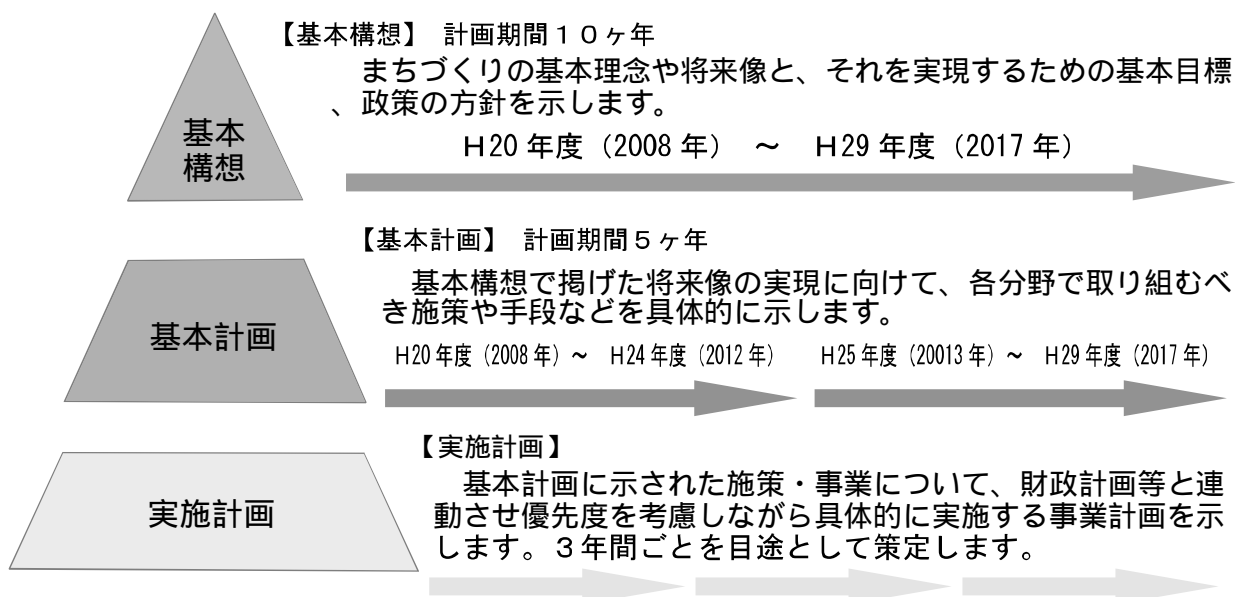 【基本構想】 計画期間１０ヶ年
まちづくりの基本理念や将来像と、それを実現するための基本目標
、政策の方針を示します。
基本
構想
H20 年度（2008 年） ～ H29 年度（2017 年）
【基本計画】 計画期間５ヶ年
基本構想で掲げた将来像の実現に向けて、各分野で取り組むべ
き施策や手段などを具体的に示します。
基本計画
H20 年度（2008 年）～ H24 年度（2012 年） H25 年度（20013 年）～ H29 年度（2017 年）
【実施計画】
基本計画に示された施策・事業について、財政計画等と連
動させ優先度を考慮しながら具体的に実施する事業計画を示
します。３年間ごとを目途として策定します。
実施計画